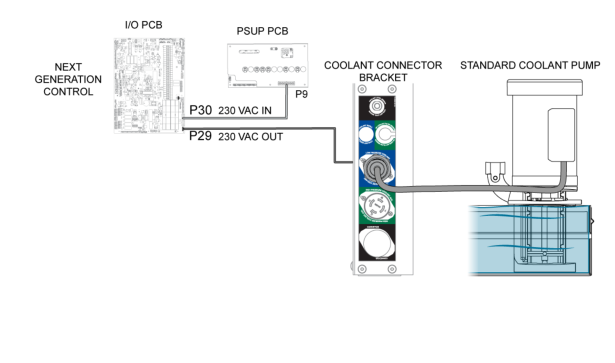 I/O PCB
PSUP PCB
NEXT
GENERATION
CONTROL
P9
P30 230 VAC IN
P29 230 VAC OUT
COOLANT CONNECTOR
BRACKET
STANDARD COOLANT PUMP